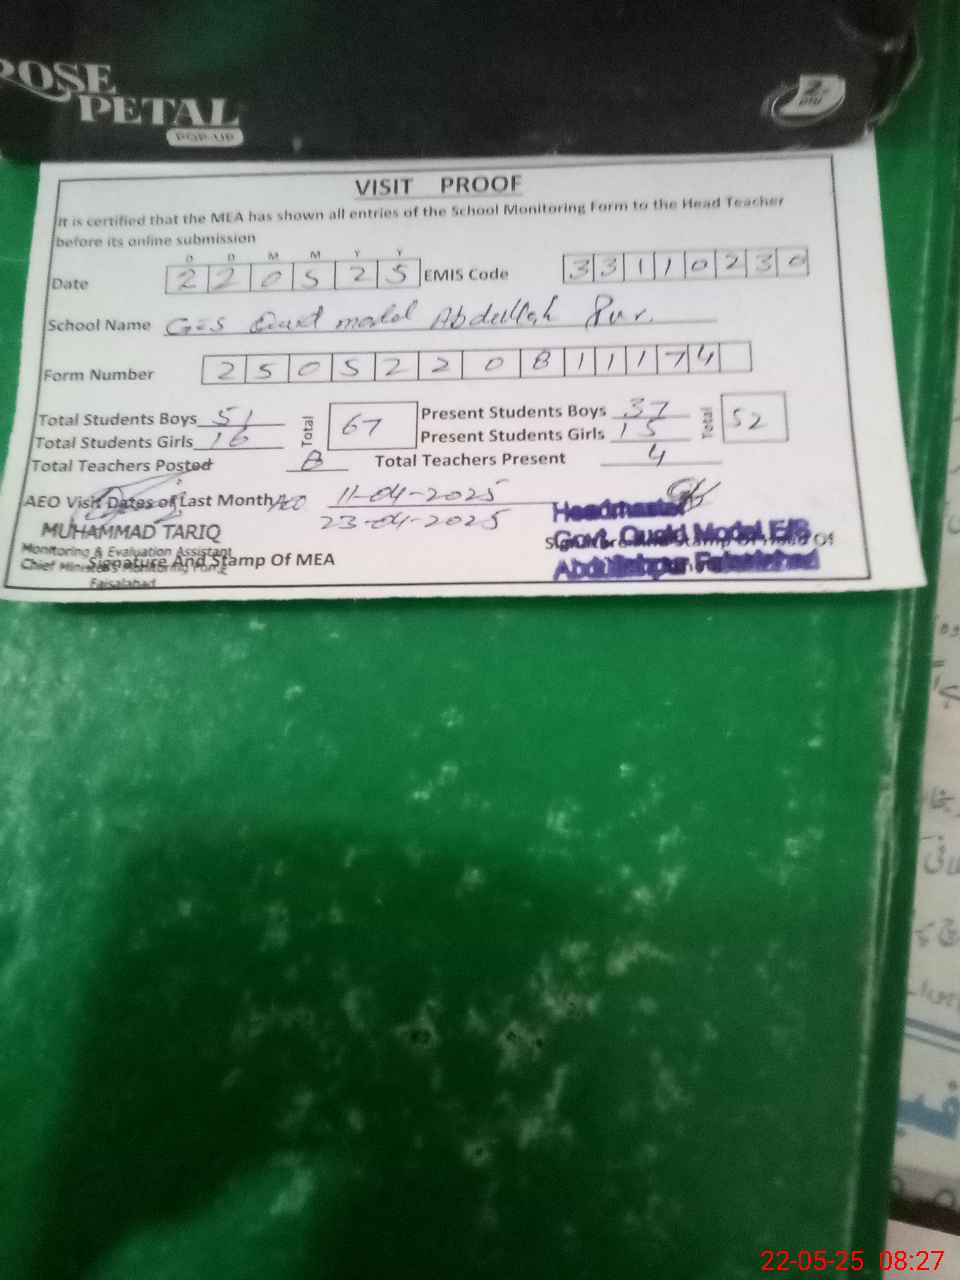 ROSE
PETAL
POP-UP
2 PLY
VISIT PROOF
It is certified that the MEA has shown all entries of the School Monitoring Form to the Head Teacher
before its online submission
D D M M Y Y
Date 2 2 0 5 2 5 EMIS Code 3 3 1 1 0 2 3 0
School Name GES Quaid model Abdullah Pur.
Form Number 2 5 0 5 2 2 0 8 1 1 1 7 4
Total Students Boys 51 Total 67 Present Students Boys 37 Total 52
Total Students Girls 16 Present Students Girls 15
Total Teachers Posted 8 Total Teachers Present 4
AEO Visit Dates of Last Month 11-04-2025
23-04-2025
MUHAMMAD TARIQ
Monitoring & Evaluation Assistant
Chief Minister's Monitoring Force
Faisalabad
Signature And Stamp Of MEA
Headmaster
Govt. Quaid Model E/S
Abdullahpur Faisalabad
22-05-25 08:27